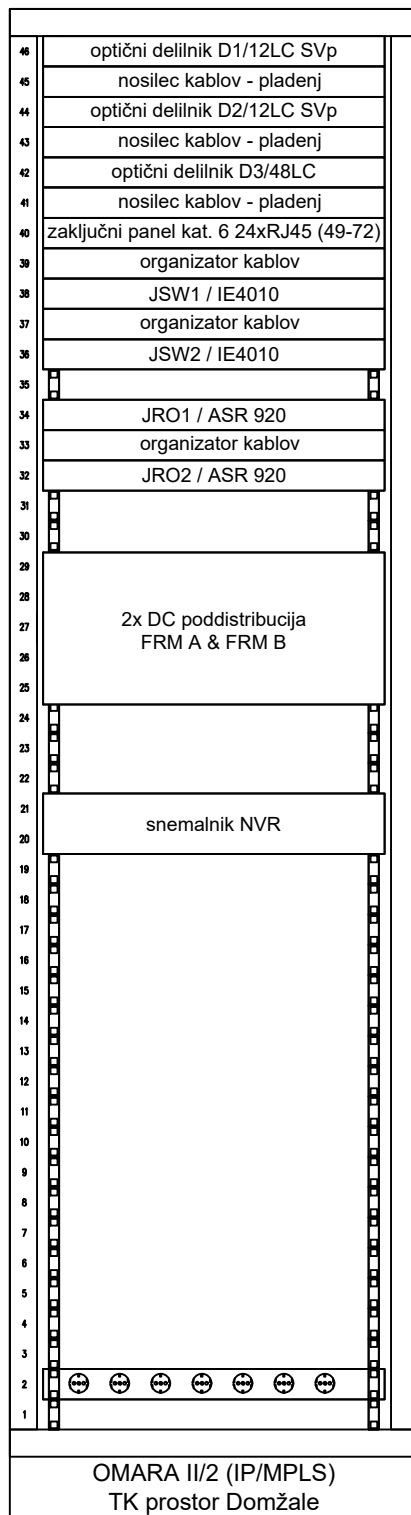 46 optični delilnik D1/12LC SVp
45 nosilec kablov - pladenj
44 optični delilnik D2/12LC SVp
43 nosilec kablov - pladenj
42 optični delilnik D3/48LC
41 nosilec kablov - pladenj
40 zaključni panel kat. 6 24xRJ45 (49-72)
39 organizator kablov
38 JSW1 / IE4010
37 organizator kablov
36 JSW2 / IE4010
35
34 JRO1 / ASR 920
33 organizator kablov
32 JRO2 / ASR 920
31
30
29
28
27 2x DC poddistribucija
26 FRM A & FRM B
25
24
23
22
21
20 snemalnik NVR
19
18
17
16
15
14
13
12
11
10
9
8
7
6
5
4
3
2
1
OMARA II/2 (IP/MPLS)
TK prostor Domžale